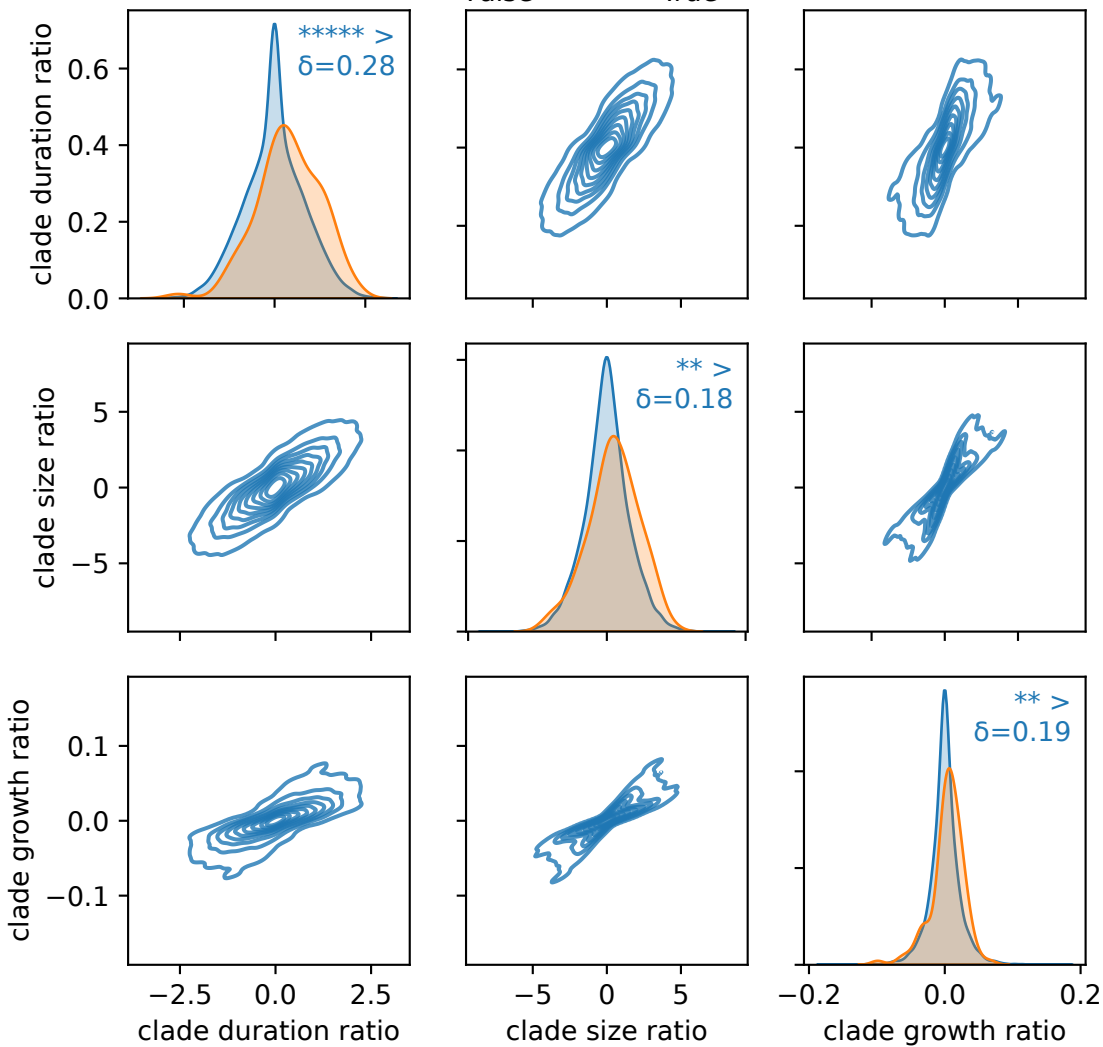 clade duration ratio
0.6
0.4
0.2
0.0
***** >
δ=0.28
clade size ratio
5
0
−5
** >
δ=0.18
clade growth ratio
0.1
0.0
−0.1
** >
δ=0.19
−2.5
0.0
2.5
−5
0
5
−0.2
0.0
0.2
clade duration ratio
clade size ratio
clade growth ratio